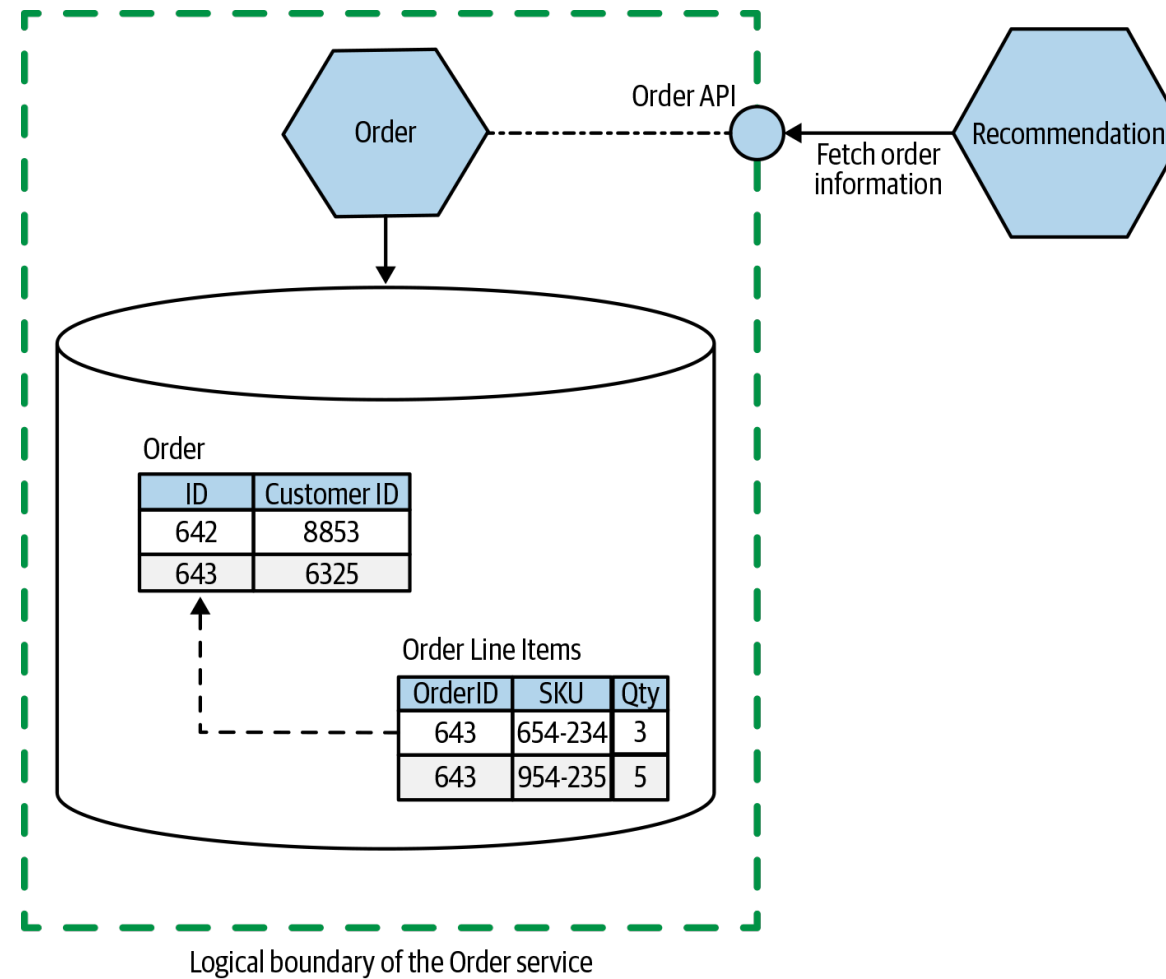 Order
Order API
Fetch order
information
Recommendation
Order
ID Customer ID
642 8853
643 6325
Order Line Items
OrderID SKU Qty
643 654-234 3
643 954-235 5
Logical boundary of the Order service